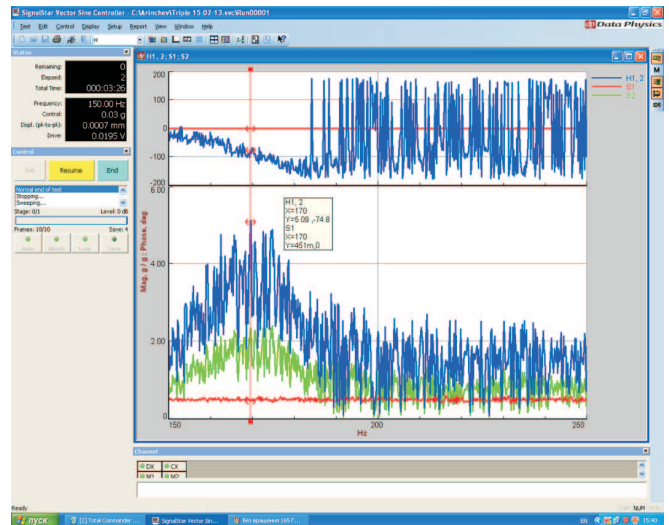 SignalStar Vector Sine Controller - C:\Arinchev\Triple 15-07-13.svc\Run00001
Test Edit Control Display Setup Report View Window Help
Data Physics
Status
Remaining: 0
Elapsed: 2
Total Time: 000:03:26
Frequency: 150.00 Hz
Control: 0.03 g
Displ. (pk-to-pk): 0.0007 mm
Drive: 0.0195 V
Control
Resume
End
Normal end of test
Stopping...
Sweeping...
Stage: 0/1 Level: 0 dB
Frames: 10/10 Save: 4
H1, 2; S1; S2
200
100
0
-100
-200
6.00
4.00
2.00
0
Mag, g / g ; Phase, deg
150
200
250
Hz
H1, 2
X=170
Y=5.09 ,-74.8
S1
X=170
Y=451m,0
H1, 2
S1
S2
M
Channel
DX CX
M1 M2
Ready
NUM
пуск
[2] Total Commander ...
SignalStar Vector Sin...
Без вращения 165 Г...
EN
15:43